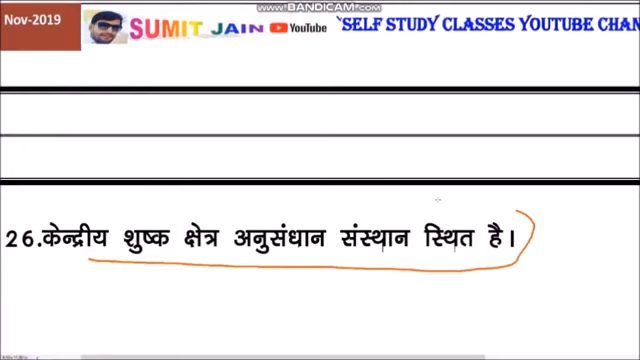 WWW.BANDICAM.COM
Nov-2019 SUMIT JAIN YouTube `SELF STUDY CLASSES YOUTUBE CHAN
26.केन्द्रीय शुष्क क्षेत्र अनुसंधान संस्थान स्थित है।